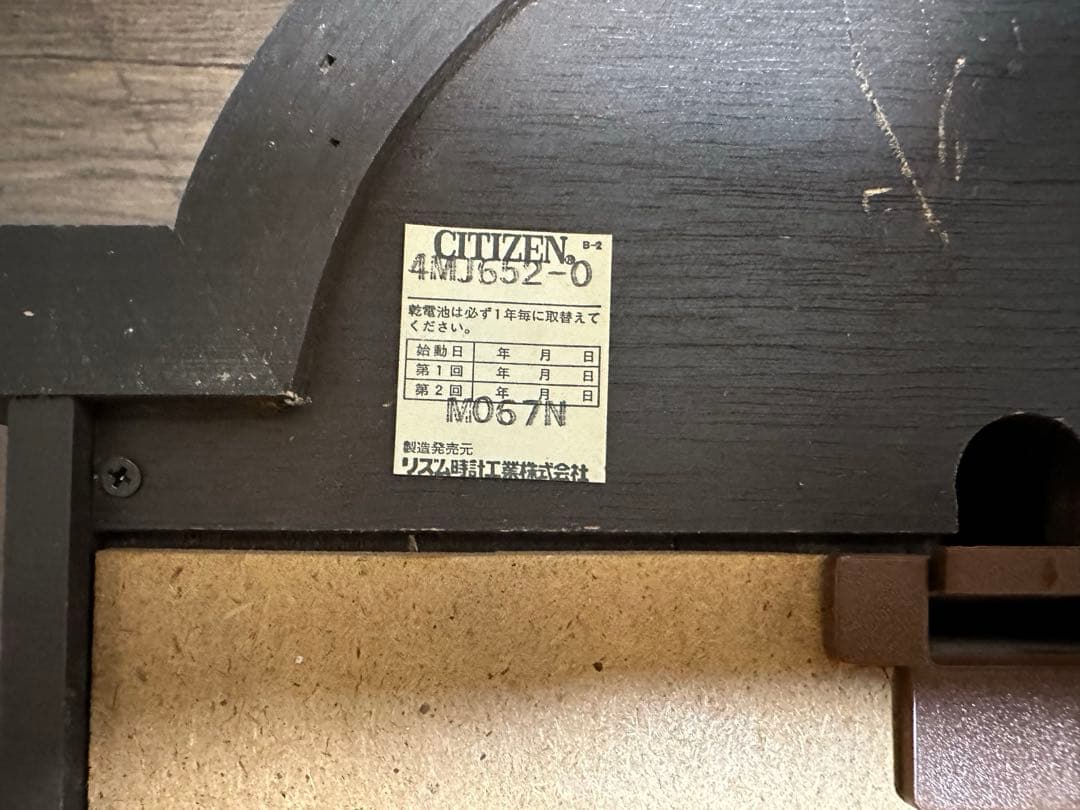 CITIZEN® B-2
4MJ652-0
乾電池は必ず1年毎に取替えて
ください。
始動日 年 月 日
第1回 年 月 日
第2回 年 月 日
M067N
製造発売元
リズム時計工業株式会社